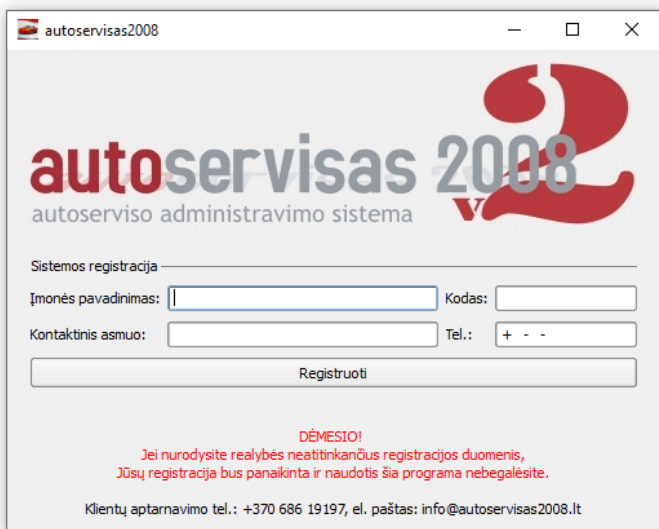 autoservisas2008
autoservisas 2008 v2
autoserviso administravimo sistema
Sistemos registracija
Įmonės pavadinimas: Kodas:
Kontaktinis asmuo: Tel.: + - -
Registruoti
DĖMESIO!
Jei nurodysite realybės neatitinkančius registracijos duomenis,
Jūsų registracija bus panaikinta ir naudotis šia programa nebegalėsite.
Klientų aptarnavimo tel.: +370 686 19197, el. paštas: info@autoservisas2008.lt